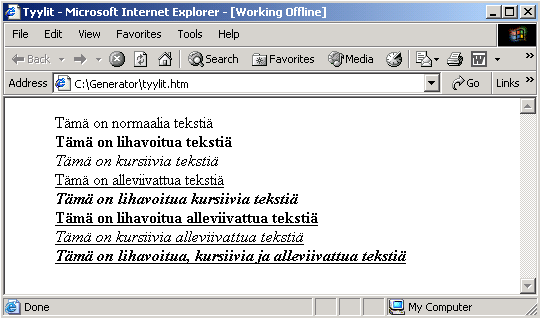 Tyylit - Microsoft Internet Explorer - [Working Offline]
File Edit View Favorites Tools Help
Back Search Favorites Media W »
Address C:\Generator\tyylit.htm Go Links »
Tämä on normaalia tekstiä
Tämä on lihavoitua tekstiä
Tämä on kursiivia tekstiä
Tämä on alleviivattua tekstiä
Tämä on lihavoitua kursiivia tekstiä
Tämä on lihavoitua alleviivattua tekstiä
Tämä on kursiivia alleviivattua tekstiä
Tämä on lihavoitua, kursiivia ja alleviivattua tekstiä
Done My Computer